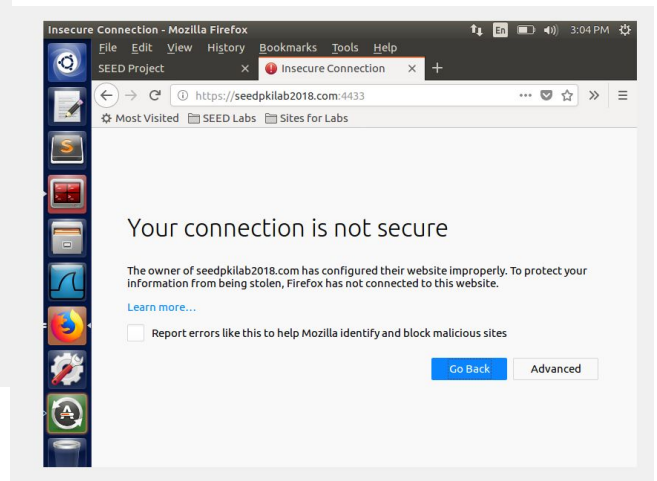 Insecure Connection - Mozilla Firefox En 3:04 PM
File Edit View History Bookmarks Tools Help
SEED Project × Insecure Connection × +
https://seedpkilab2018.com:4433
Most Visited SEED Labs Sites for Labs
Your connection is not secure
The owner of seedpkilab2018.com has configured their website improperly. To protect your
information from being stolen, Firefox has not connected to this website.
Learn more…
Report errors like this to help Mozilla identify and block malicious sites
Go Back Advanced